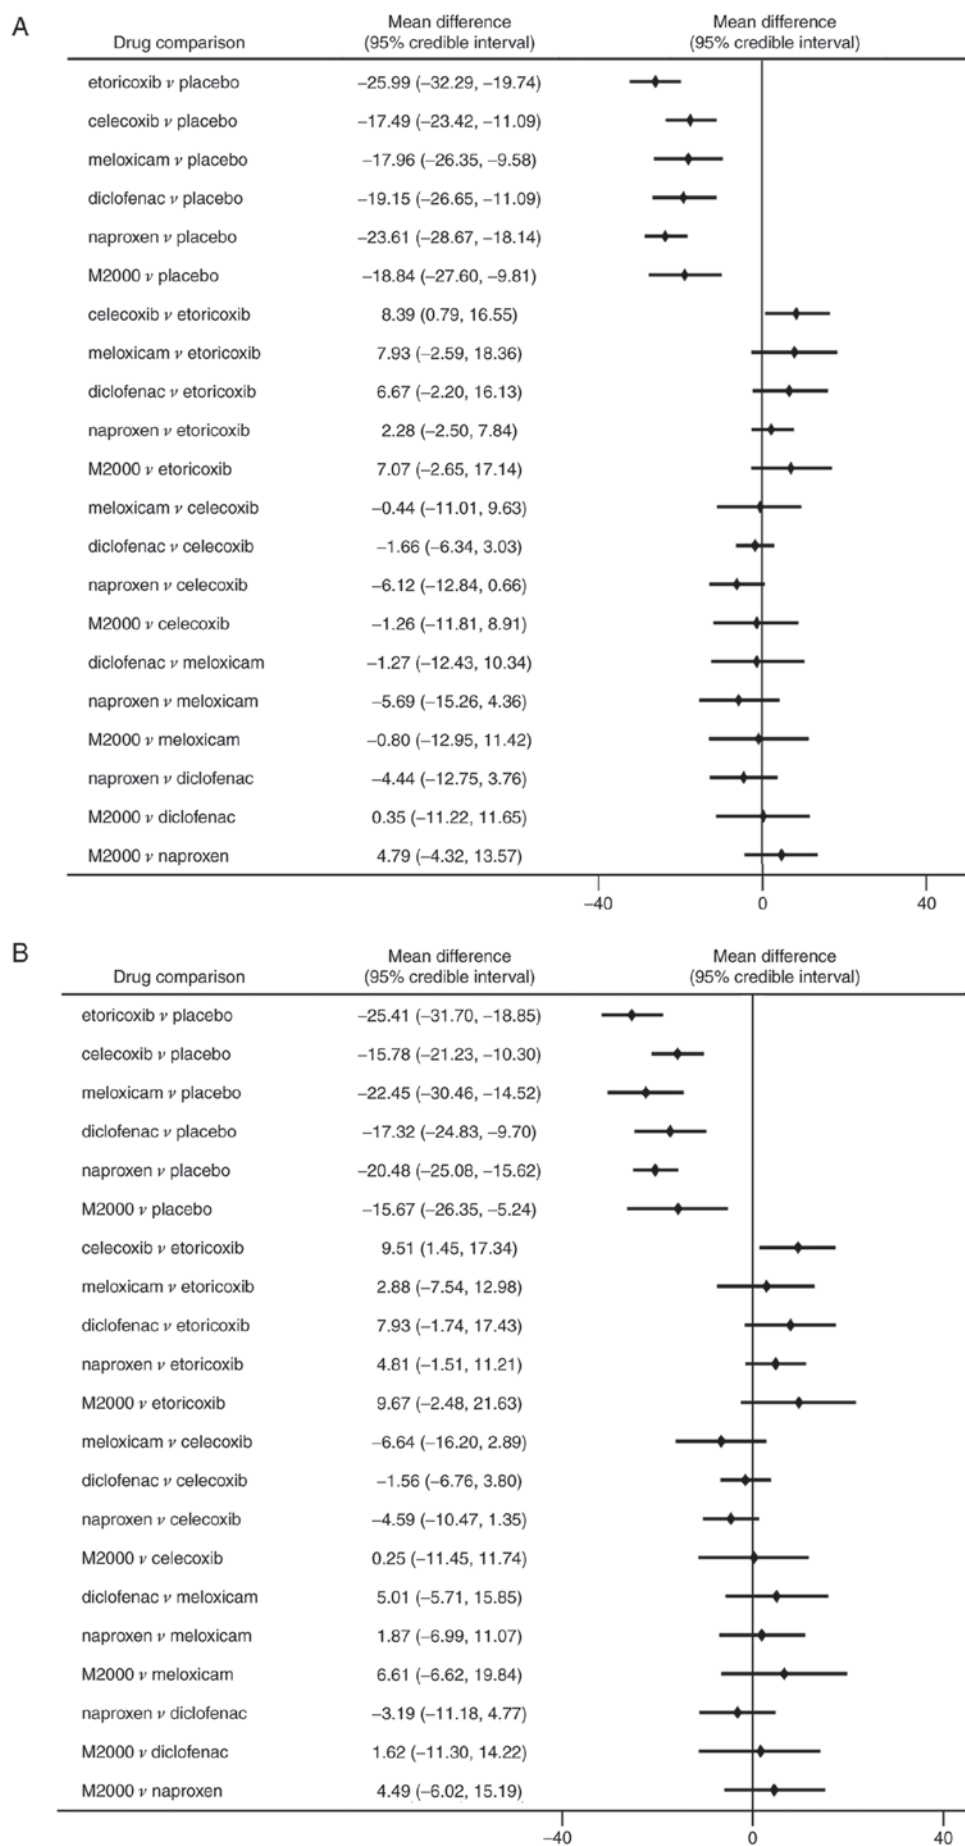 A
Drug comparison
Mean difference
(95% credible interval)
Mean difference
(95% credible interval)
etoricoxib ν placebo −25.99 (−32.29, −19.74)
celecoxib ν placebo −17.49 (−23.42, −11.09)
meloxicam ν placebo −17.96 (−26.35, −9.58)
diclofenac ν placebo −19.15 (−26.65, −11.09)
naproxen ν placebo −23.61 (−28.67, −18.14)
M2000 ν placebo −18.84 (−27.60, −9.81)
celecoxib ν etoricoxib 8.39 (0.79, 16.55)
meloxicam ν etoricoxib 7.93 (−2.59, 18.36)
diclofenac ν etoricoxib 6.67 (−2.20, 16.13)
naproxen ν etoricoxib 2.28 (−2.50, 7.84)
M2000 ν etoricoxib 7.07 (−2.65, 17.14)
meloxicam ν celecoxib −0.44 (−11.01, 9.63)
diclofenac ν celecoxib −1.66 (−6.34, 3.03)
naproxen ν celecoxib −6.12 (−12.84, 0.66)
M2000 ν celecoxib −1.26 (−11.81, 8.91)
diclofenac ν meloxicam −1.27 (−12.43, 10.34)
naproxen ν meloxicam −5.69 (−15.26, 4.36)
M2000 ν meloxicam −0.80 (−12.95, 11.42)
naproxen ν diclofenac −4.44 (−12.75, 3.76)
M2000 ν diclofenac 0.35 (−11.22, 11.65)
M2000 ν naproxen 4.79 (−4.32, 13.57)
−40 0 40
B
Drug comparison
Mean difference
(95% credible interval)
Mean difference
(95% credible interval)
etoricoxib ν placebo −25.41 (−31.70, −18.85)
celecoxib ν placebo −15.78 (−21.23, −10.30)
meloxicam ν placebo −22.45 (−30.46, −14.52)
diclofenac ν placebo −17.32 (−24.83, −9.70)
naproxen ν placebo −20.48 (−25.08, −15.62)
M2000 ν placebo −15.67 (−26.35, −5.24)
celecoxib ν etoricoxib 9.51 (1.45, 17.34)
meloxicam ν etoricoxib 2.88 (−7.54, 12.98)
diclofenac ν etoricoxib 7.93 (−1.74, 17.43)
naproxen ν etoricoxib 4.81 (−1.51, 11.21)
M2000 ν etoricoxib 9.67 (−2.48, 21.63)
meloxicam ν celecoxib −6.64 (−16.20, 2.89)
diclofenac ν celecoxib −1.56 (−6.76, 3.80)
naproxen ν celecoxib −4.59 (−10.47, 1.35)
M2000 ν celecoxib 0.25 (−11.45, 11.74)
diclofenac ν meloxicam 5.01 (−5.71, 15.85)
naproxen ν meloxicam 1.87 (−6.99, 11.07)
M2000 ν meloxicam 6.61 (−6.62, 19.84)
naproxen ν diclofenac −3.19 (−11.18, 4.77)
M2000 ν diclofenac 1.62 (−11.30, 14.22)
M2000 ν naproxen 4.49 (−6.02, 15.19)
−40 0 40